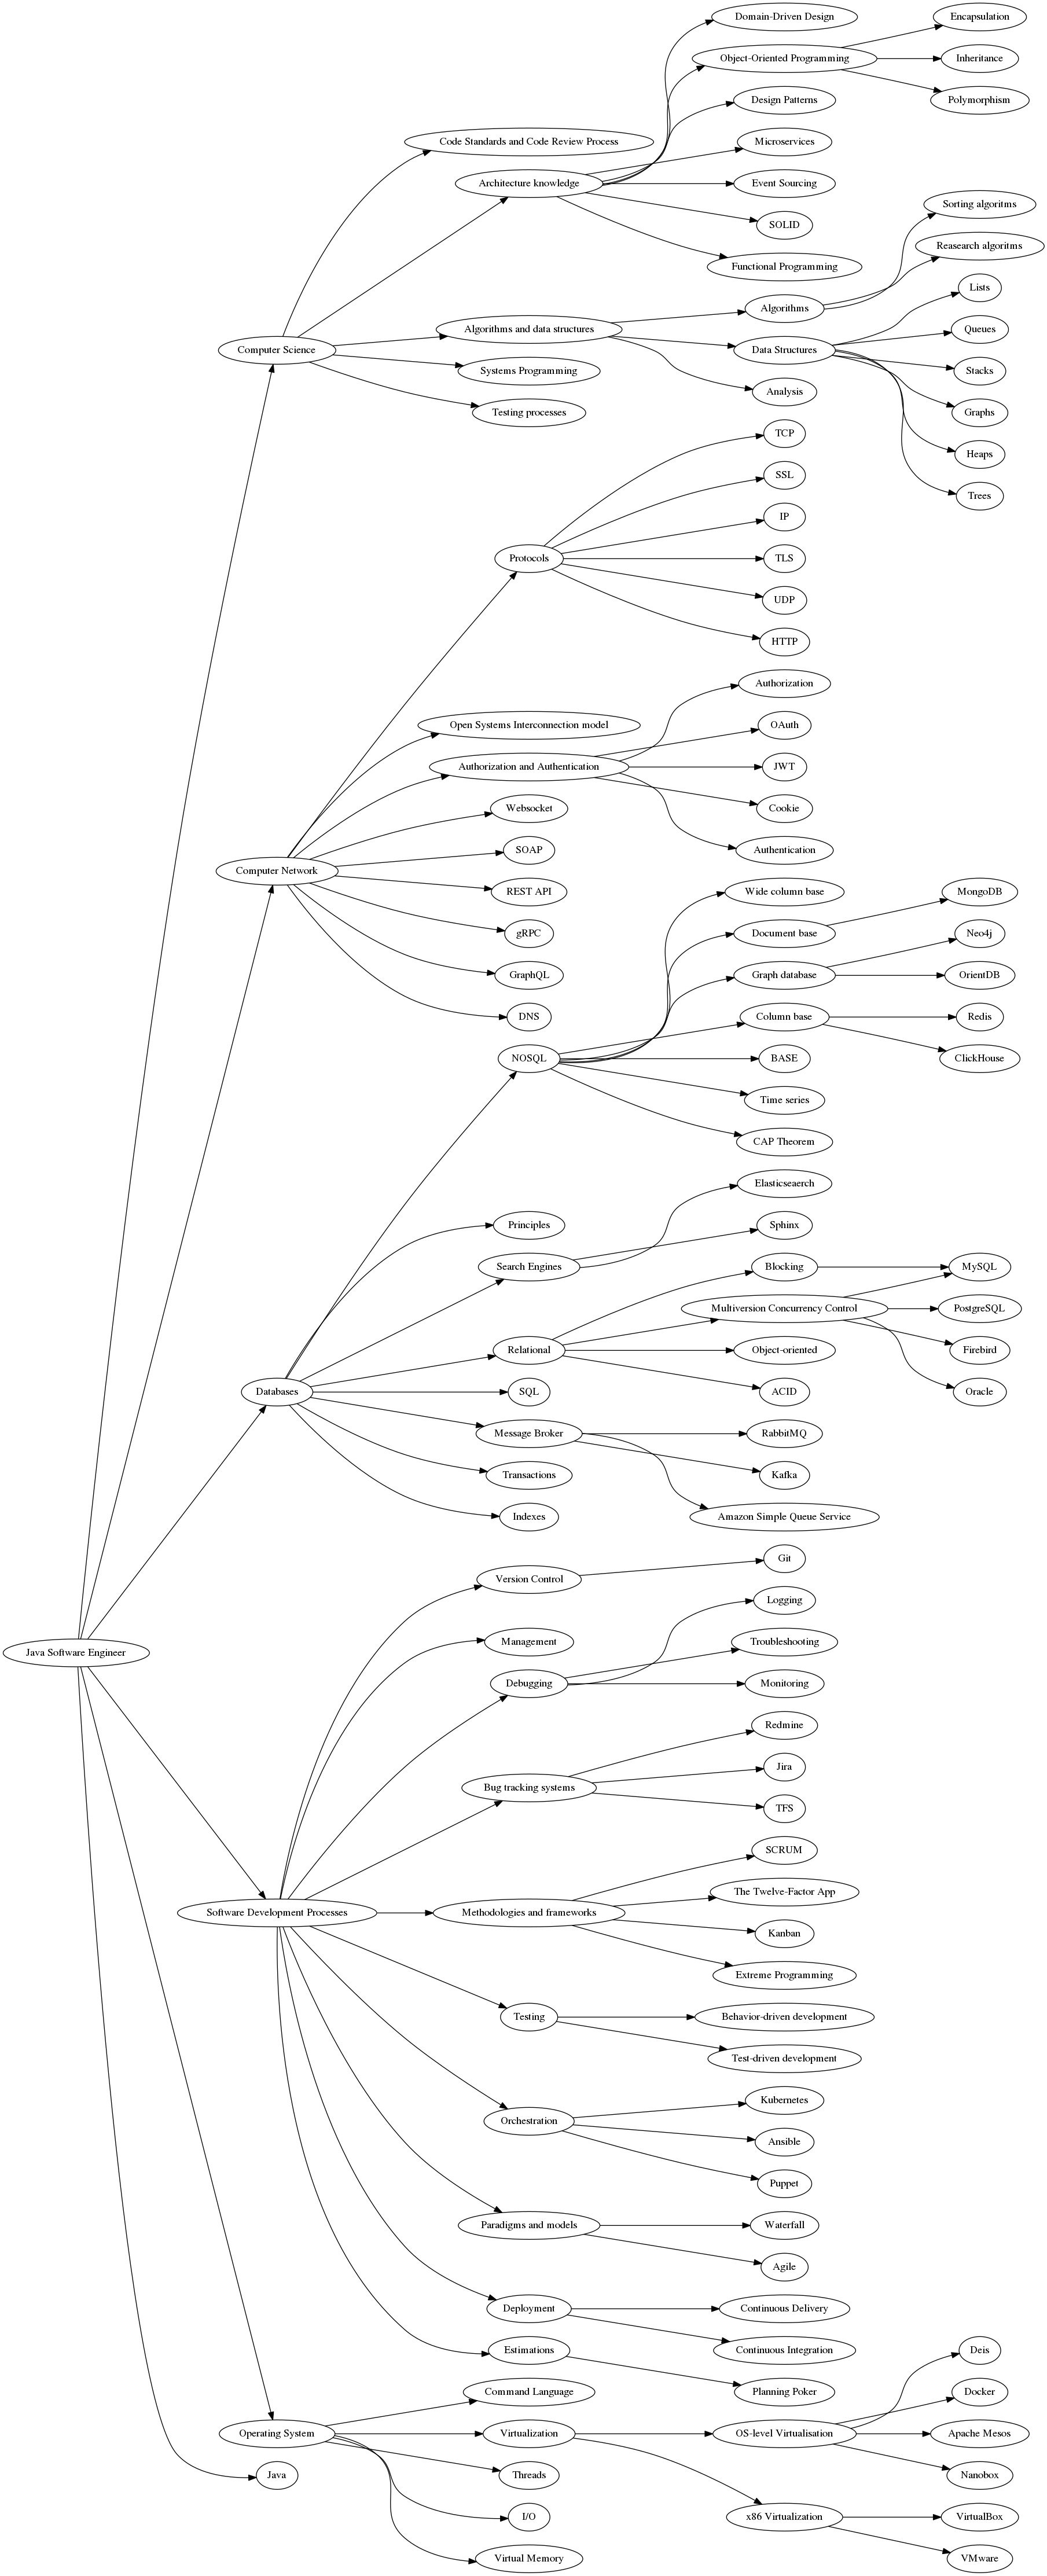 Domain-Driven Design
Encapsulation
Object-Oriented Programming
Inheritance
Design Patterns
Polymorphism
Code Standards and Code Review Process
Microservices
Architecture knowledge
Event Sourcing
Sorting algoritms
SOLID
Reasearch algoritms
Functional Programming
Lists
Algorithms
Algorithms and data structures
Queues
Computer Science
Data Structures
Systems Programming
Stacks
Analysis
Testing processes
Graphs
TCP
Heaps
SSL
Trees
IP
Protocols
TLS
UDP
HTTP
Authorization
Open Systems Interconnection model
OAuth
Authorization and Authentication
JWT
Websocket
Cookie
SOAP
Authentication
Computer Network
REST API
Wide column base
MongoDB
gRPC
Document base
Neo4j
GraphQL
Graph database
OrientDB
DNS
Column base
Redis
NOSQL
BASE
ClickHouse
Time series
CAP Theorem
Elasticseaerch
Principles
Sphinx
Search Engines
Blocking
MySQL
Multiversion Concurrency Control
PostgreSQL
Relational
Object-oriented
Firebird
Databases
SQL
ACID
Oracle
Message Broker
RabbitMQ
Transactions
Kafka
Indexes
Amazon Simple Queue Service
Git
Version Control
Logging
Management
Troubleshooting
Java Software Engineer
Debugging
Monitoring
Redmine
Jira
Bug tracking systems
TFS
SCRUM
The Twelve-Factor App
Software Development Processes
Methodologies and frameworks
Kanban
Extreme Programming
Testing
Behavior-driven development
Test-driven development
Kubernetes
Orchestration
Ansible
Puppet
Paradigms and models
Waterfall
Agile
Deployment
Continuous Delivery
Estimations
Continuous Integration
Deis
Command Language
Planning Poker
Docker
Operating System
Virtualization
OS-level Virtualisation
Apache Mesos
Java
Threads
Nanobox
I/O
x86 Virtualization
VirtualBox
Virtual Memory
VMware